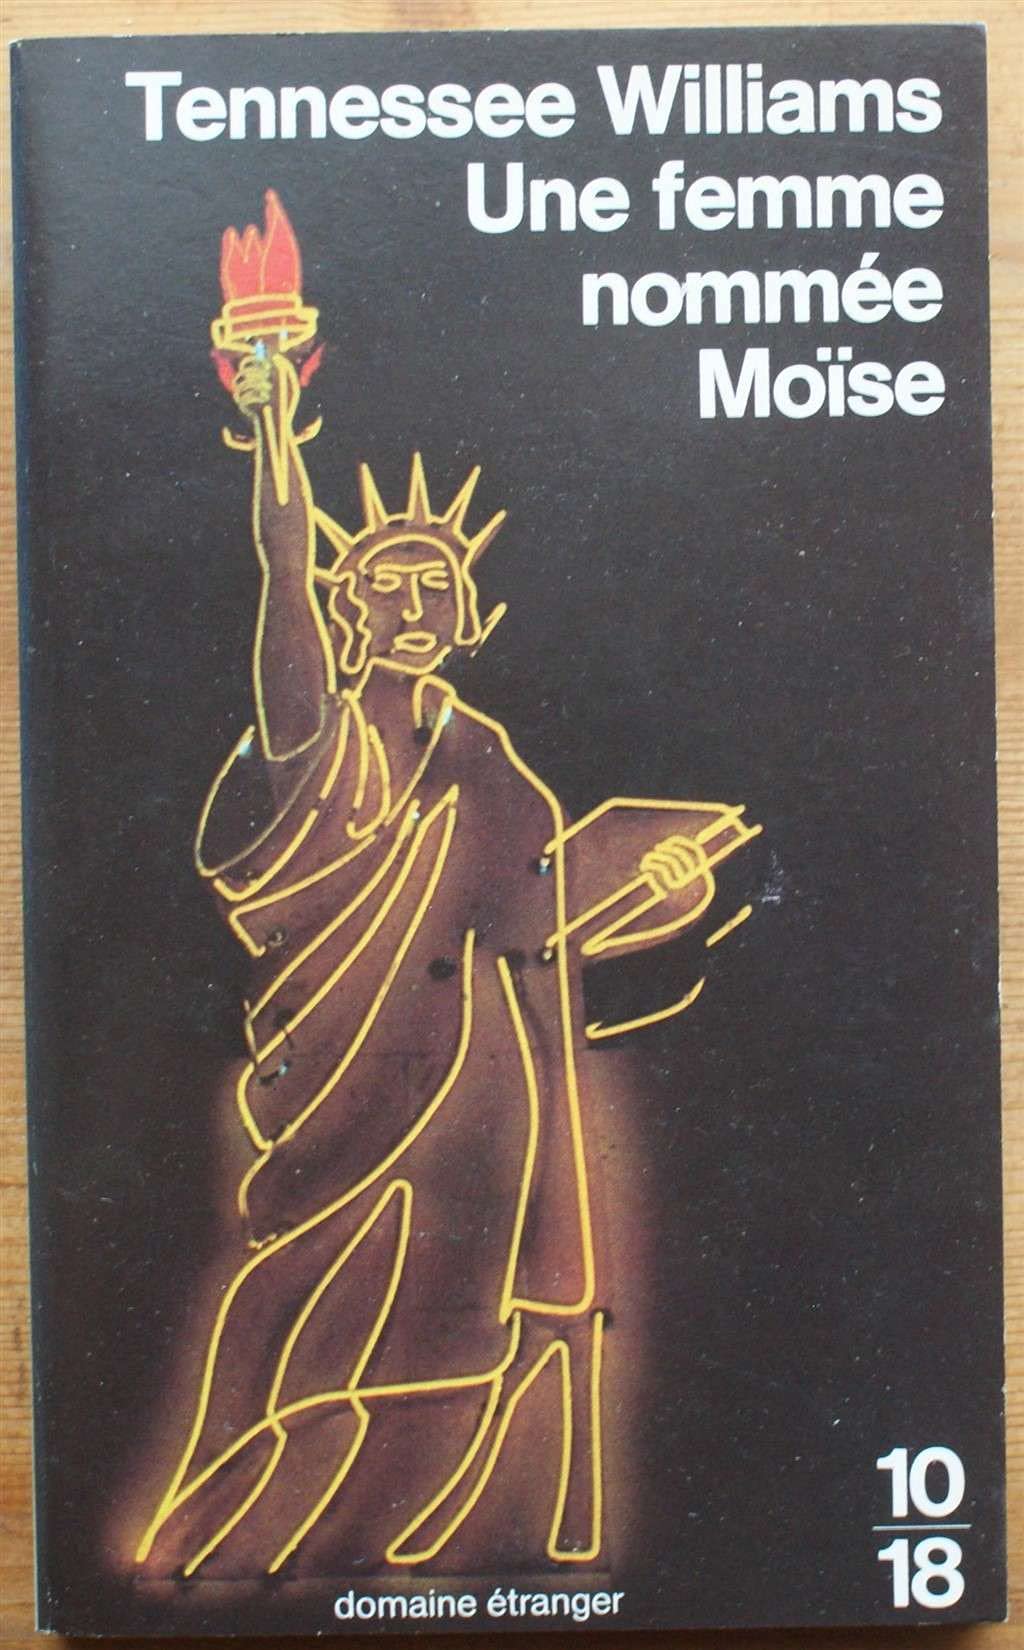 Tennessee Williams
Une femme
nommée
Moïse
10
18
domaine étranger